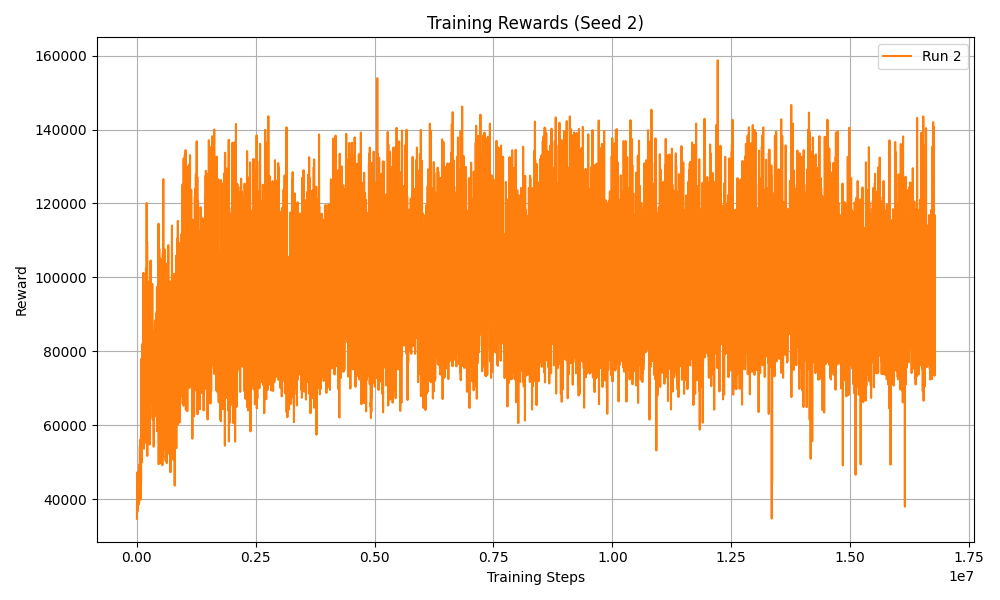 Training Rewards (Seed 2)
Run 2
Reward
160000
140000
120000
100000
80000
60000
40000
0.00 0.25 0.50 0.75 1.00 1.25 1.50 1.75
1e7
Training Steps